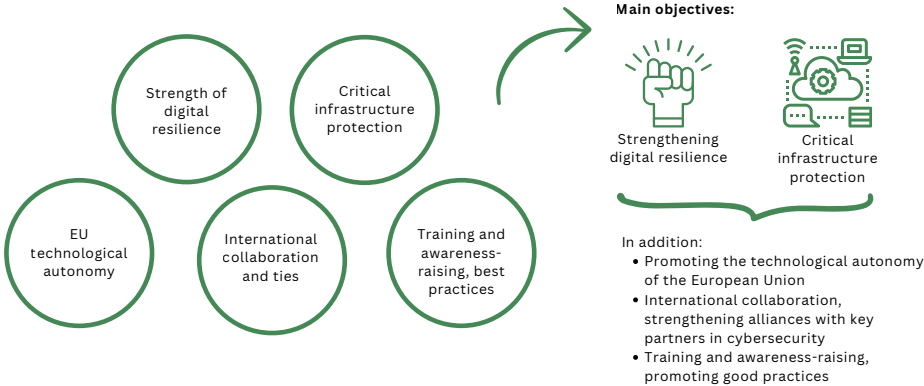 Strength of
digital
resilience
Critical
infrastructure
protection
EU
technological
autonomy
International
collaboration
and ties
Training and
awareness-
raising, best
practices
Main objectives:
Strengthening
digital resilience
Critical
infrastructure
protection
In addition:
• Promoting the technological autonomy
of the European Union
• International collaboration,
strengthening alliances with key
partners in cybersecurity
• Training and awareness-raising,
promoting good practices